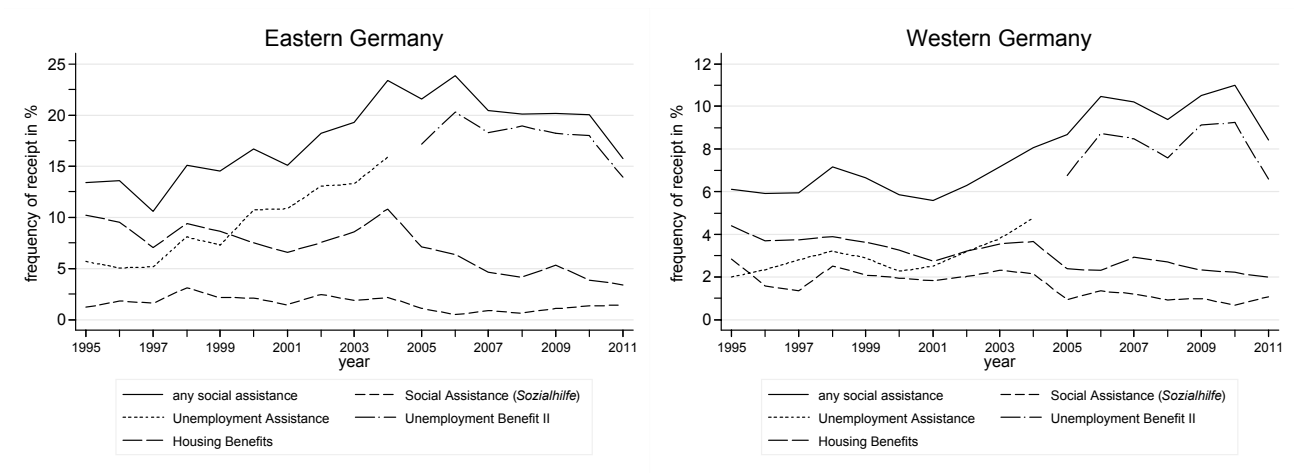 Eastern Germany
frequency of receipt in %
25
20
15
10
5
0
1995 1997 1999 2001 2003 2005 2007 2009 2011
year
any social assistance
Social Assistance (Sozialhilfe)
Unemployment Assistance
Unemployment Benefit II
Housing Benefits
Western Germany
frequency of receipt in %
12
10
8
6
4
2
0
1995 1997 1999 2001 2003 2005 2007 2009 2011
year
any social assistance
Social Assistance (Sozialhilfe)
Unemployment Assistance
Unemployment Benefit II
Housing Benefits